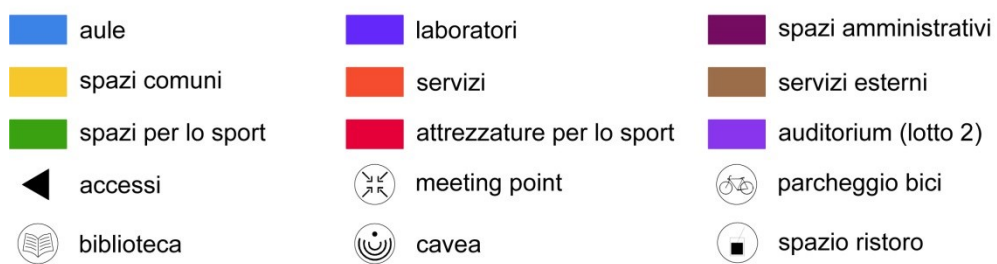 aule
laboratori
spazi amministrativi
spazi comuni
servizi
servizi esterni
spazi per lo sport
attrezzature per lo sport
auditorium (lotto 2)
accessi
meeting point
parcheggio bici
biblioteca
cavea
spazio ristoro